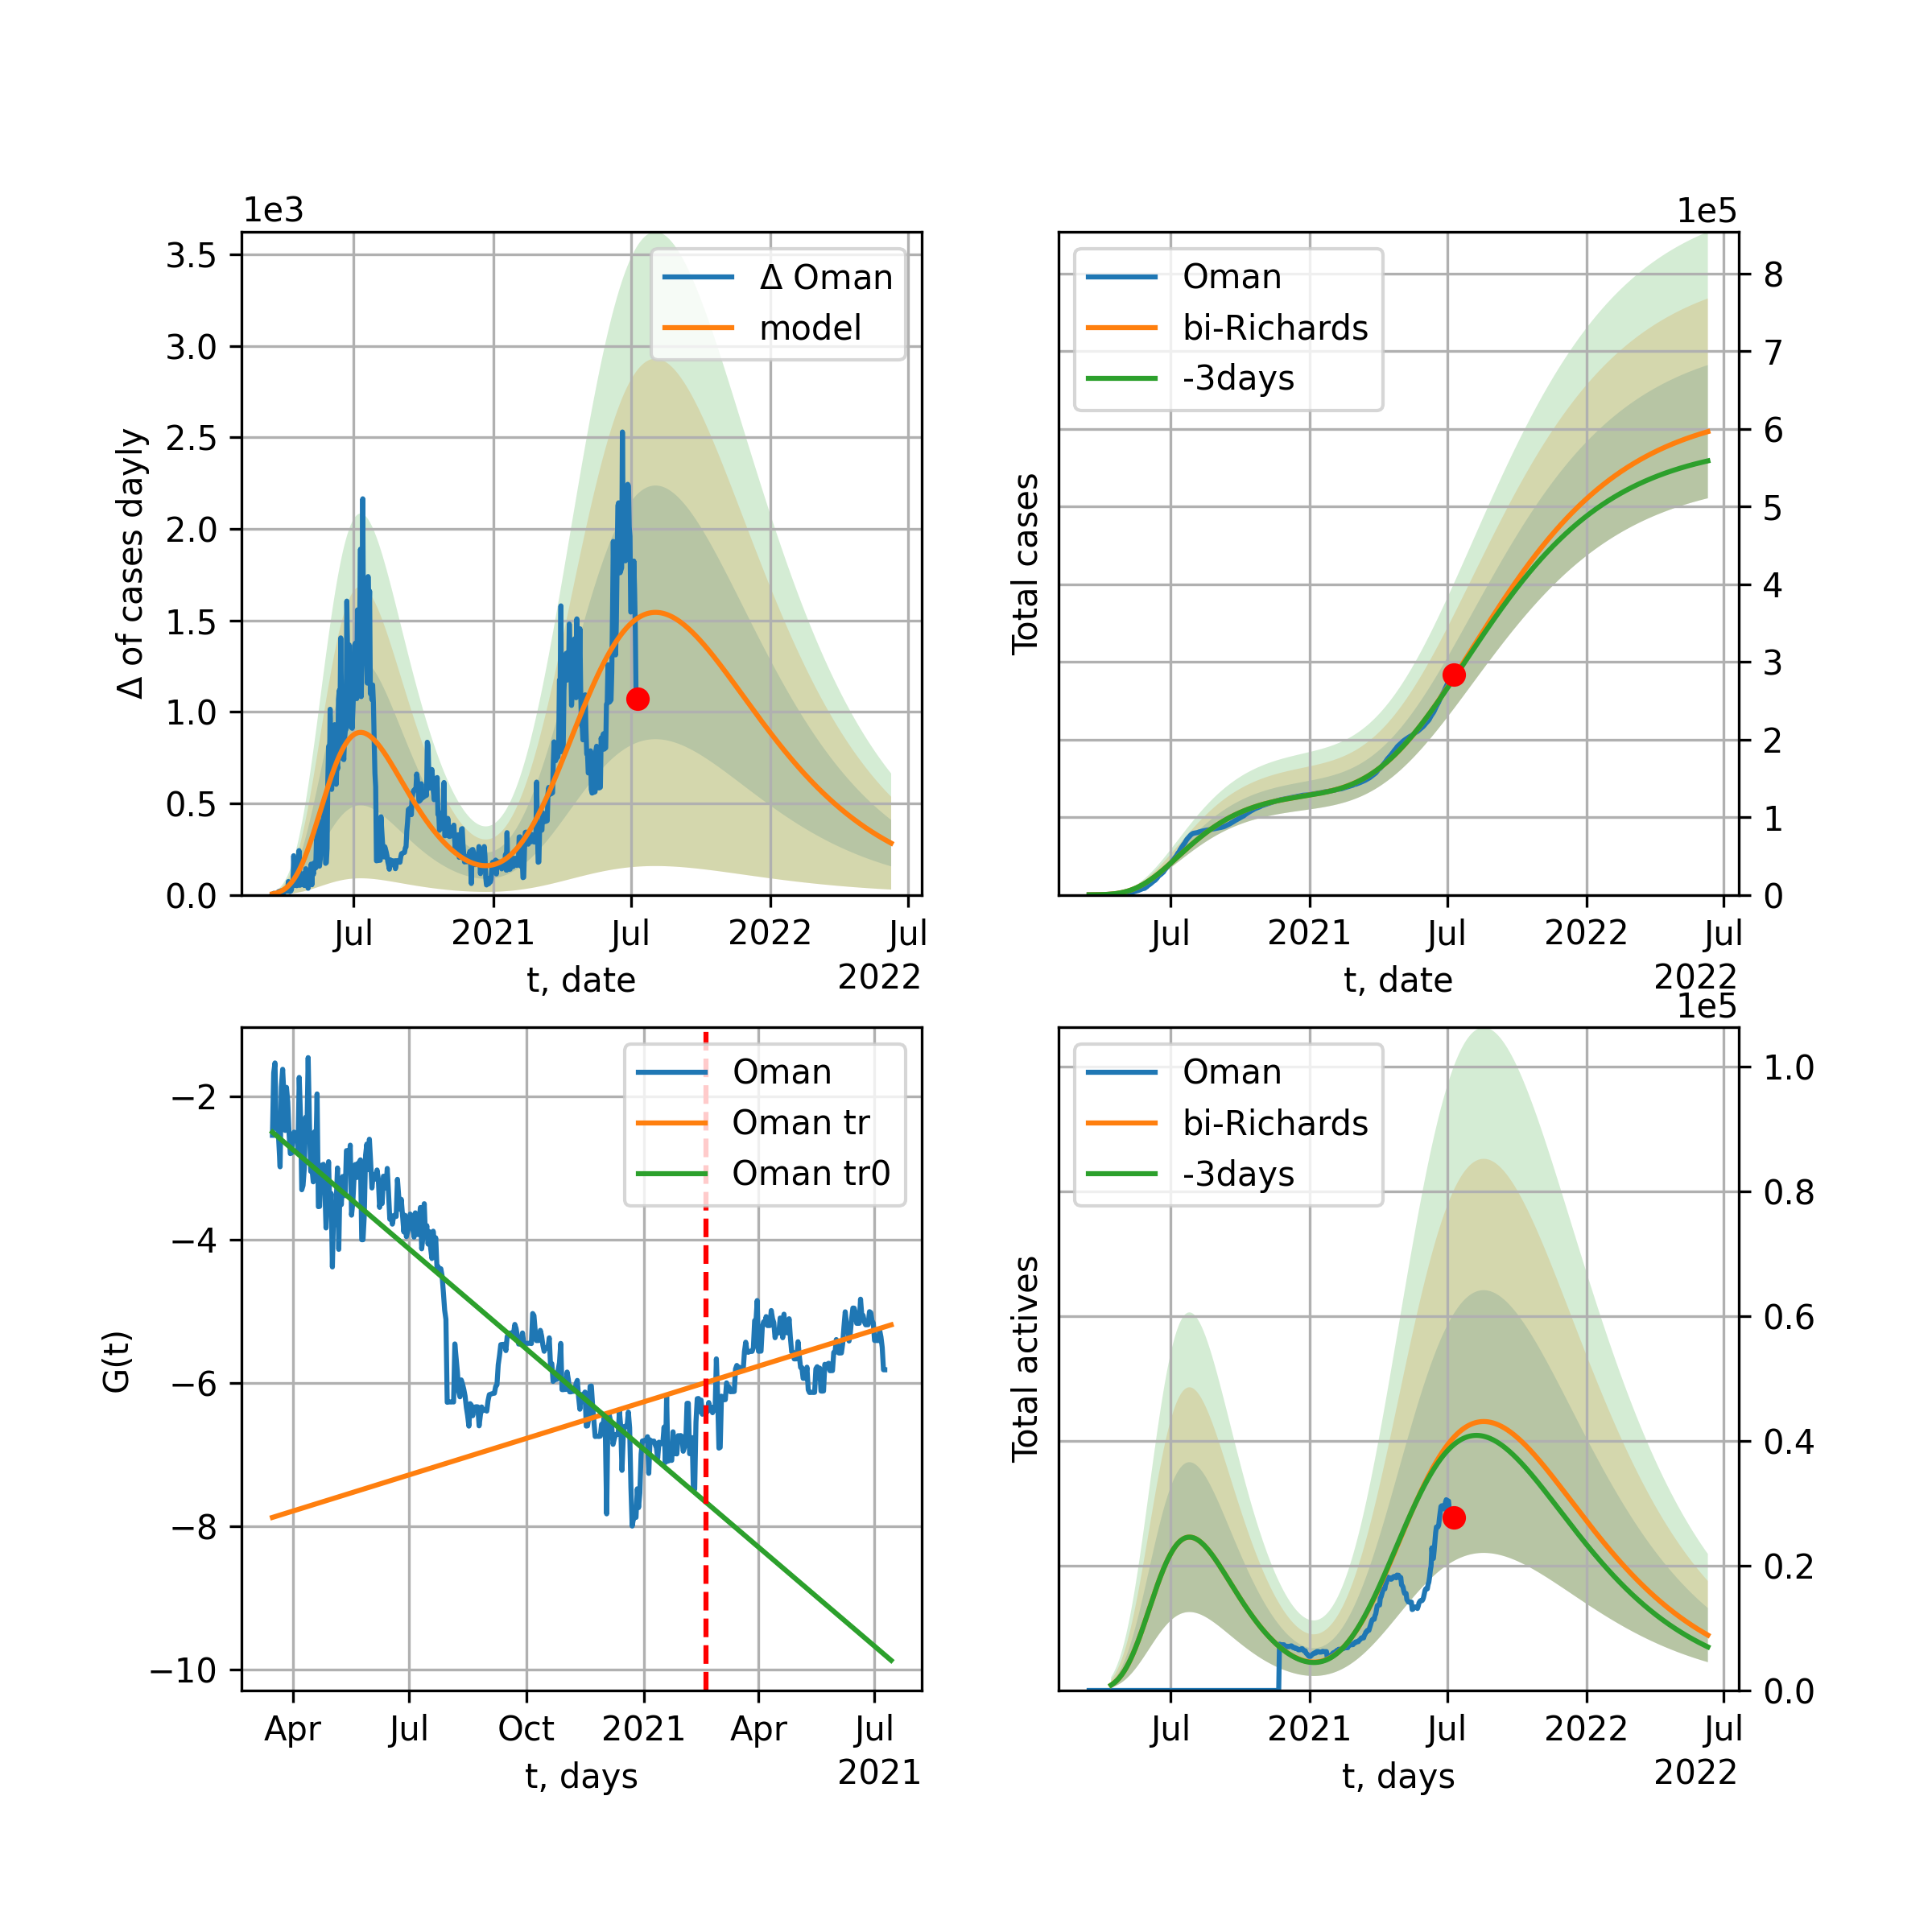 1e3
3.5
3.0
2.5
2.0
1.5
1.0
0.5
0.0
Δ of cases dayly
Δ Oman
model
Jul
2021
Jul
2022
Jul
2022
t, date
1e5
8
7
6
5
4
3
2
1
0
Total cases
Oman
bi-Richards
-3days
Jul
2021
Jul
2022
Jul
2022
t, date
−2
−4
−6
−8
−10
G(t)
Oman
Oman tr
Oman tr0
Apr
Jul
Oct
2021
Apr
Jul
2021
t, days
1e5
1.0
0.8
0.6
0.4
0.2
0.0
Total actives
Oman
bi-Richards
-3days
Jul
2021
Jul
2022
Jul
2022
t, days